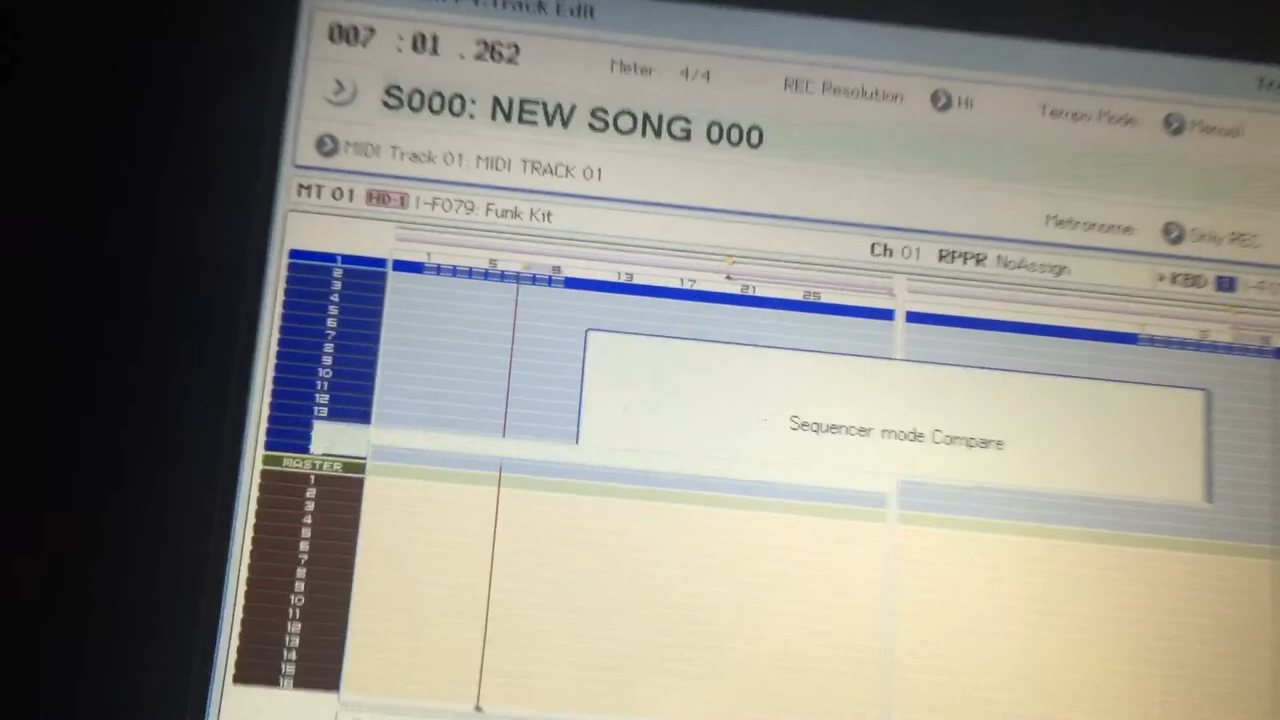 Track Edit
007 :01 .262
Meter 4/4
REC Resolution Hi
Tempo Mode Manual
S000: NEW SONG 000
MIDI Track 01: MIDI TRACK 01
Metronome Only REC
MT 01 HD-1 I-F079: Funk Kit
Ch 01 RPPR NoAssign
KBD
1 5 9 13 17 21 25
1
2
3
4
5
6
7
8
9
10
11
12
13
Sequencer mode Compare
MASTER
1
2
3
4
5
6
7
8
9
10
11
12
13
14
15
16